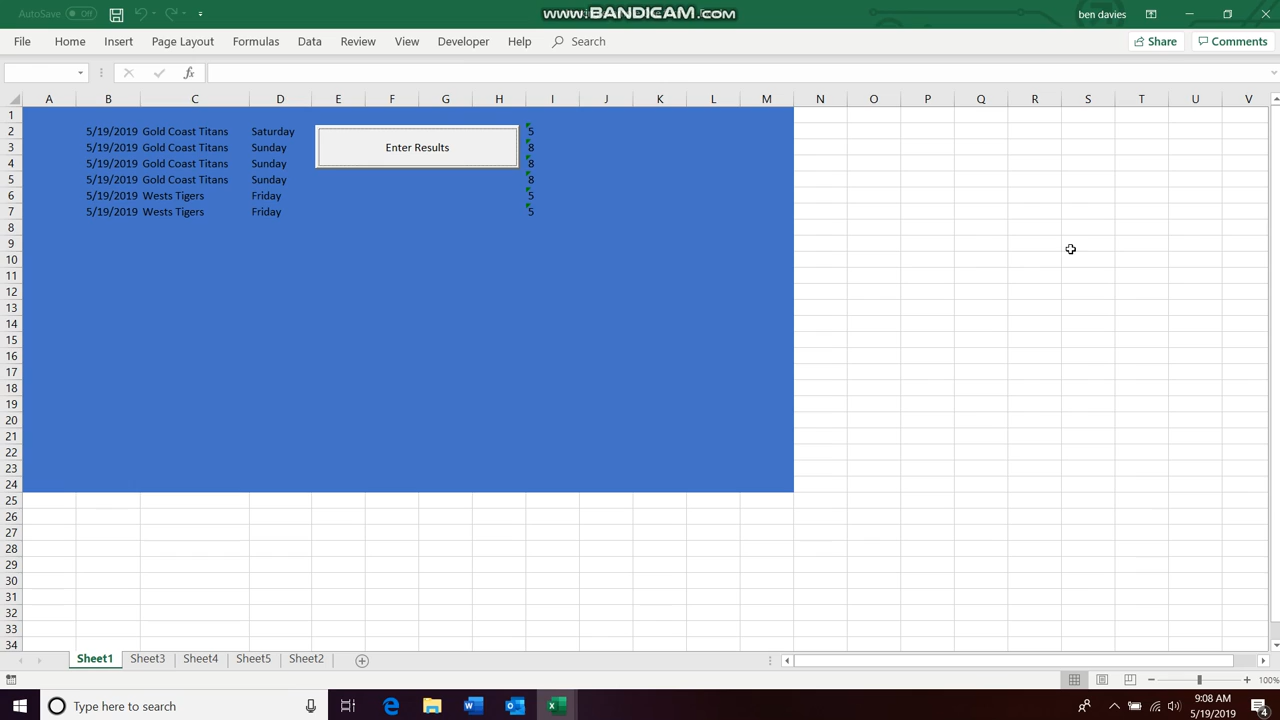 AutoSave Off
www.BANDICAM.com
ben davies
File Home Insert Page Layout Formulas Data Review View Developer Help Search Share Comments
fx
A B C D E F G H I J K L M N O P Q R S T U V
1
2 5/19/2019 Gold Coast Titans Saturday Enter Results 5
3 5/19/2019 Gold Coast Titans Sunday 8
4 5/19/2019 Gold Coast Titans Sunday 8
5 5/19/2019 Gold Coast Titans Sunday 8
6 5/19/2019 Wests Tigers Friday 5
7 5/19/2019 Wests Tigers Friday 5
8
9
10
11
12
13
14
15
16
17
18
19
20
21
22
23
24
25
26
27
28
29
30
31
32
33
34
Sheet1 Sheet3 Sheet4 Sheet5 Sheet2
100%
Type here to search
9:08 AM
5/19/2019
4